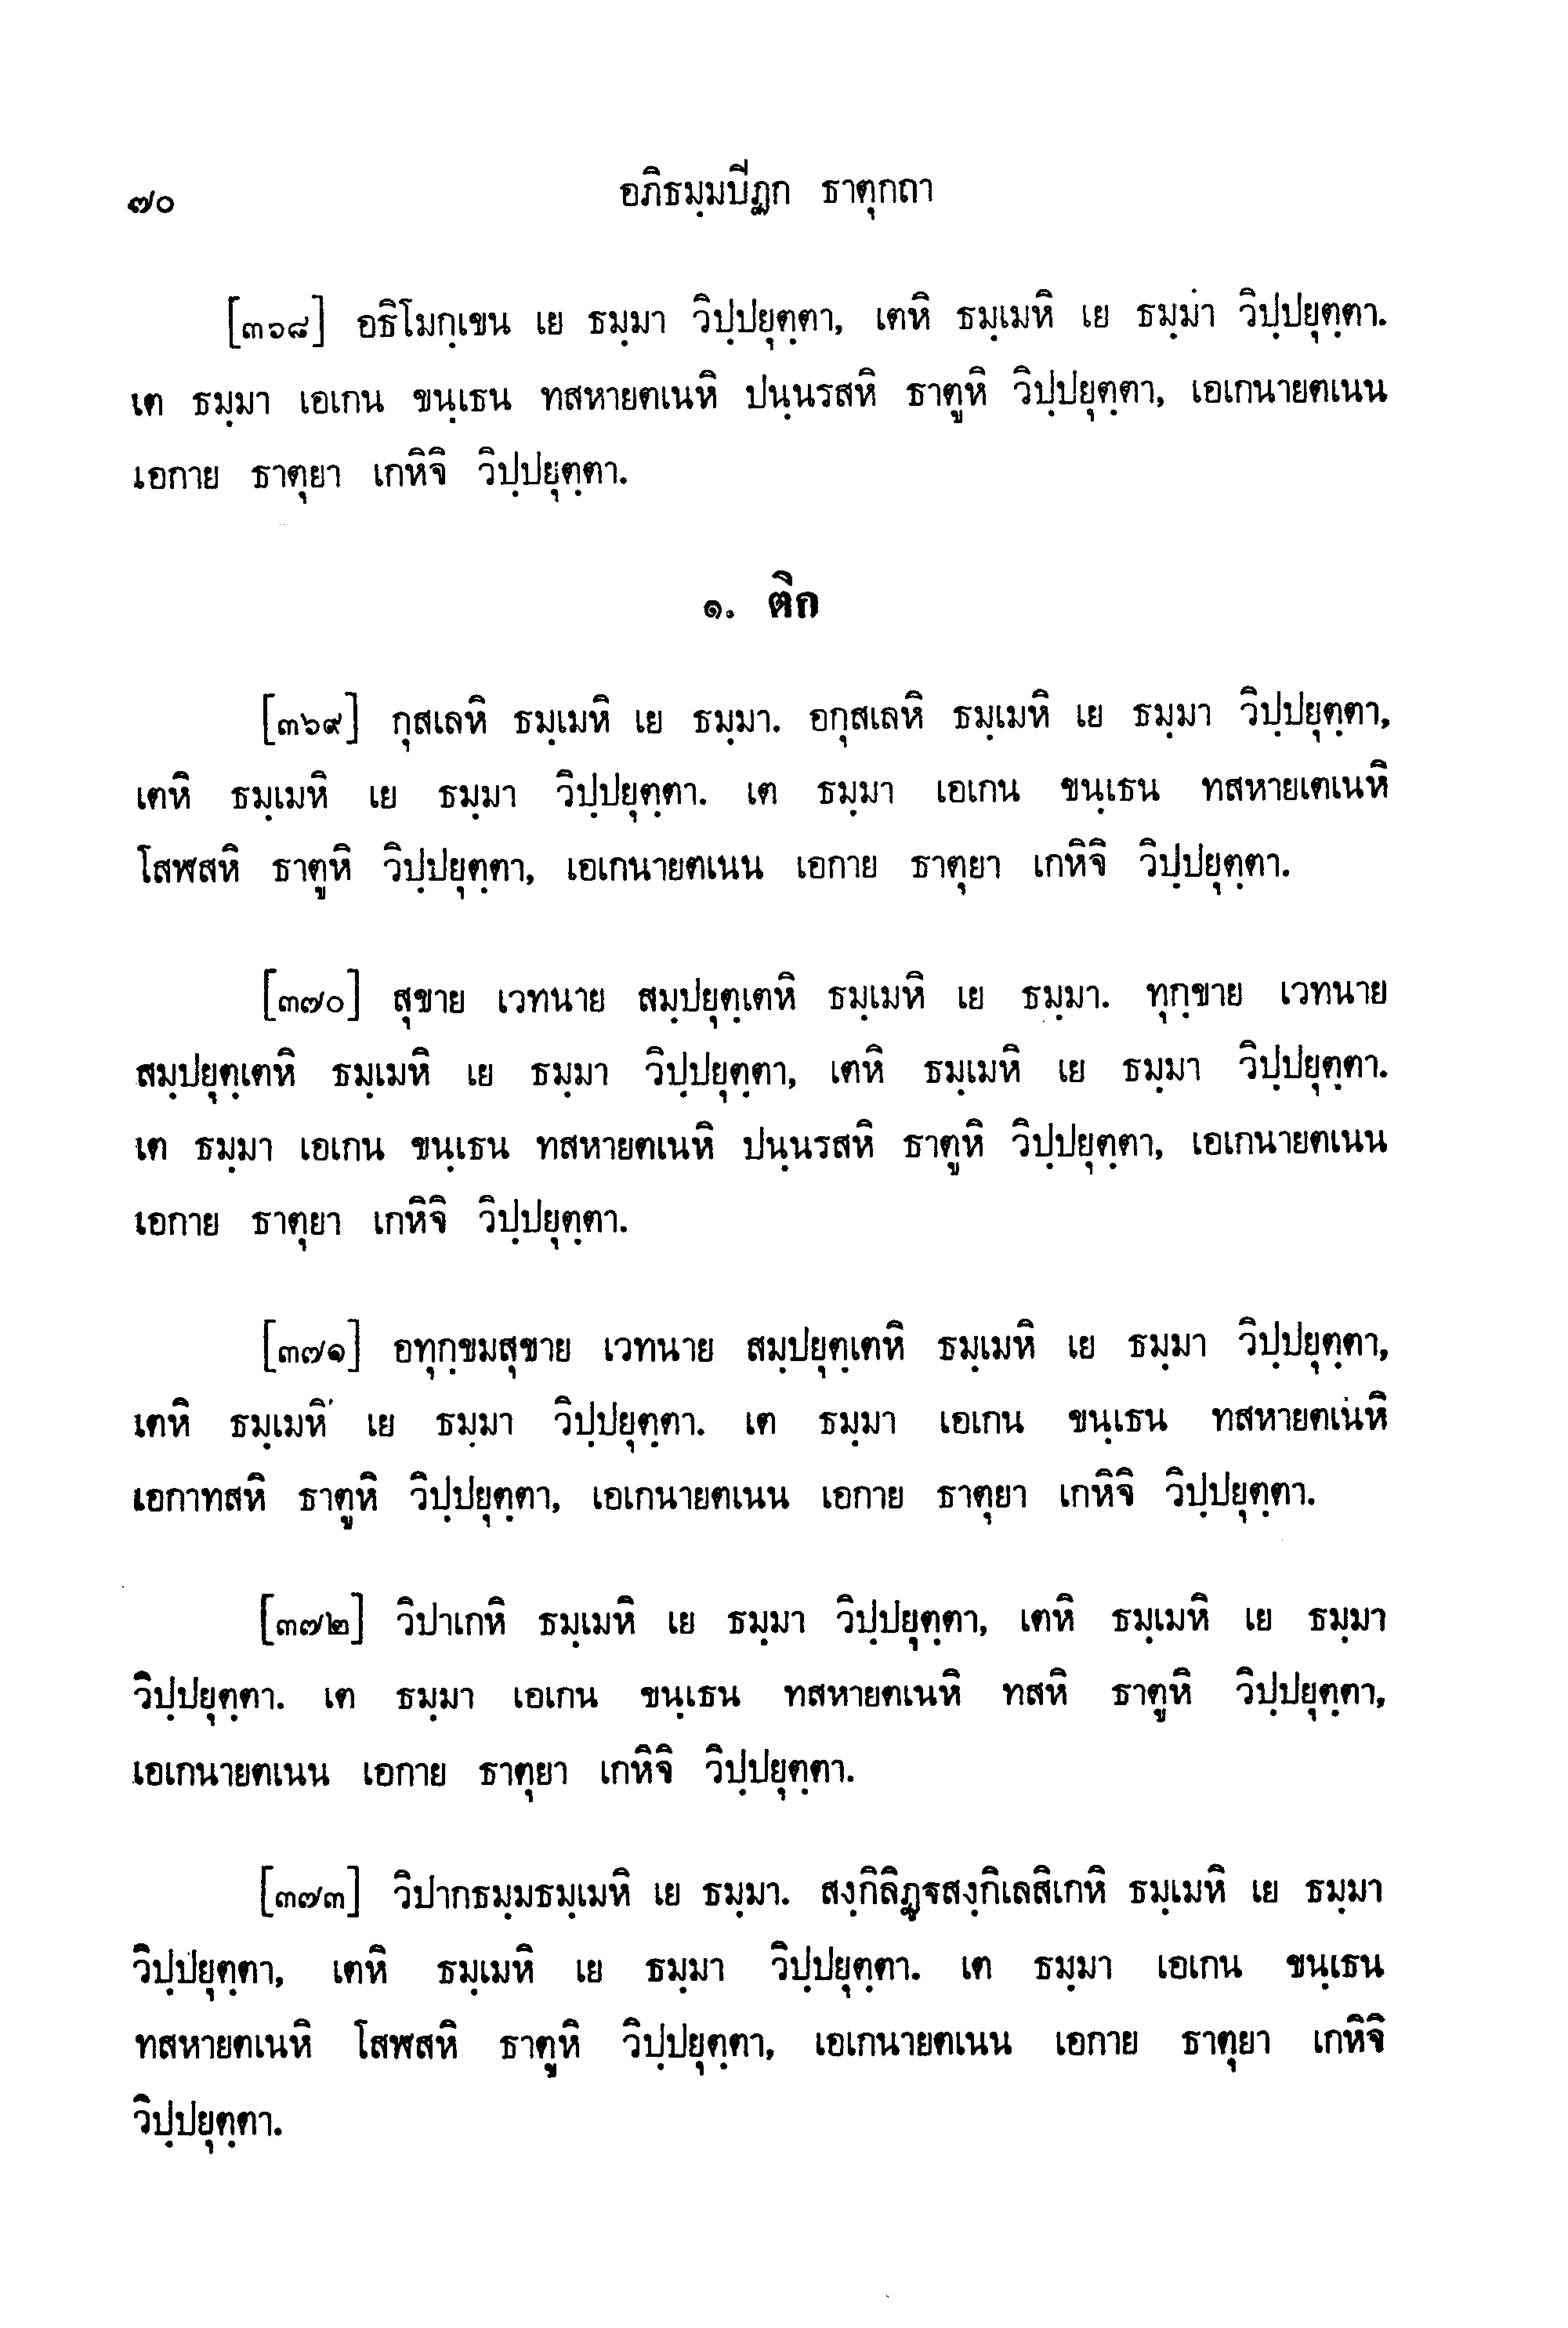 ๗๐
อภิธมฺมปีฏก ธาตุกถา
[๓๖๘] อธิโมกฺเขน เย ธมฺมา วิปฺปยุตฺตา, เตหิ ธมฺเมหิ เย ธมฺมา วิปฺปยุตฺตา.
เต ธมฺมา เอเกน ขนฺเธน ทสหายตเนหิ ปนฺนรสหิ ธาตูหิ วิปฺปยุตฺตา, เอเกนายตเนน
เอกาย ธาตุยา เกหิจิ วิปฺปยุตฺตา.
๑. ติก
[๓๖๙] กุสเลหิ ธมฺเมหิ เย ธมฺมา. อกุสเลหิ ธมฺเมหิ เย ธมฺมา วิปฺปยุตฺตา,
เตหิ ธมฺเมหิ เย ธมฺมา วิปฺปยุตฺตา. เต ธมฺมา เอเกน ขนฺเธน ทสหายเตเนหิ
โสฬสหิ ธาตูหิ วิปฺปยุตฺตา, เอเกนายตเนน เอกาย ธาตุยา เกหิจิ วิปฺปยุตฺตา.
[๓๗๐] สุขาย เวทนาย สมฺปยุตฺเตหิ ธมฺเมหิ เย ธมฺมา. ทุกฺขาย เวทนาย
สมฺปยุตฺเตหิ ธมฺเมหิ เย ธมฺมา วิปฺปยุตฺตา, เตหิ ธมฺเมหิ เย ธมฺมา วิปฺปยุตฺตา.
เต ธมฺมา เอเกน ขนฺเธน ทสหายตเนหิ ปนฺนรสหิ ธาตูหิ วิปฺปยุตฺตา, เอเกนายตเนน
เอกาย ธาตุยา เกหิจิ วิปฺปยุตฺตา.
[๓๗๑] อทุกฺขมสุขาย เวทนาย สมฺปยุตฺเตหิ ธมฺเมหิ เย ธมฺมา วิปฺปยุตฺตา,
เตหิ ธมฺเมหิ เย ธมฺมา วิปฺปยุตฺตา. เต ธมฺมา เอเกน ขนฺเธน ทสหายตเนหิ
เอกาทสหิ ธาตูหิ วิปฺปยุตฺตา, เอเกนายตเนน เอกาย ธาตุยา เกหิจิ วิปฺปยุตฺตา.
[๓๗๒] วิปาเกหิ ธมฺเมหิ เย ธมฺมา วิปฺปยุตฺตา, เตหิ ธมฺเมหิ เย ธมฺมา
วิปฺปยุตฺตา. เต ธมฺมา เอเกน ขนฺเธน ทสหายตเนหิ ทสหิ ธาตูหิ วิปฺปยุตฺตา,
เอเกนายตเนน เอกาย ธาตุยา เกหิจิ วิปฺปยุตฺตา.
[๓๗๓] วิปากธมฺมธมฺเมหิ เย ธมฺมา. สงฺกิลิฏฺฐสงฺกิเลสิเกหิ ธมฺเมหิ เย ธมฺมา
วิปฺปยุตฺตา, เตหิ ธมฺเมหิ เย ธมฺมา วิปฺปยุตฺตา. เต ธมฺมา เอเกน ขนฺเธน
ทสหายตเนหิ โสฬสหิ ธาตูหิ วิปฺปยุตฺตา, เอเกนายตเนน เอกาย ธาตุยา เกหิจิ
วิปฺปยุตฺตา.